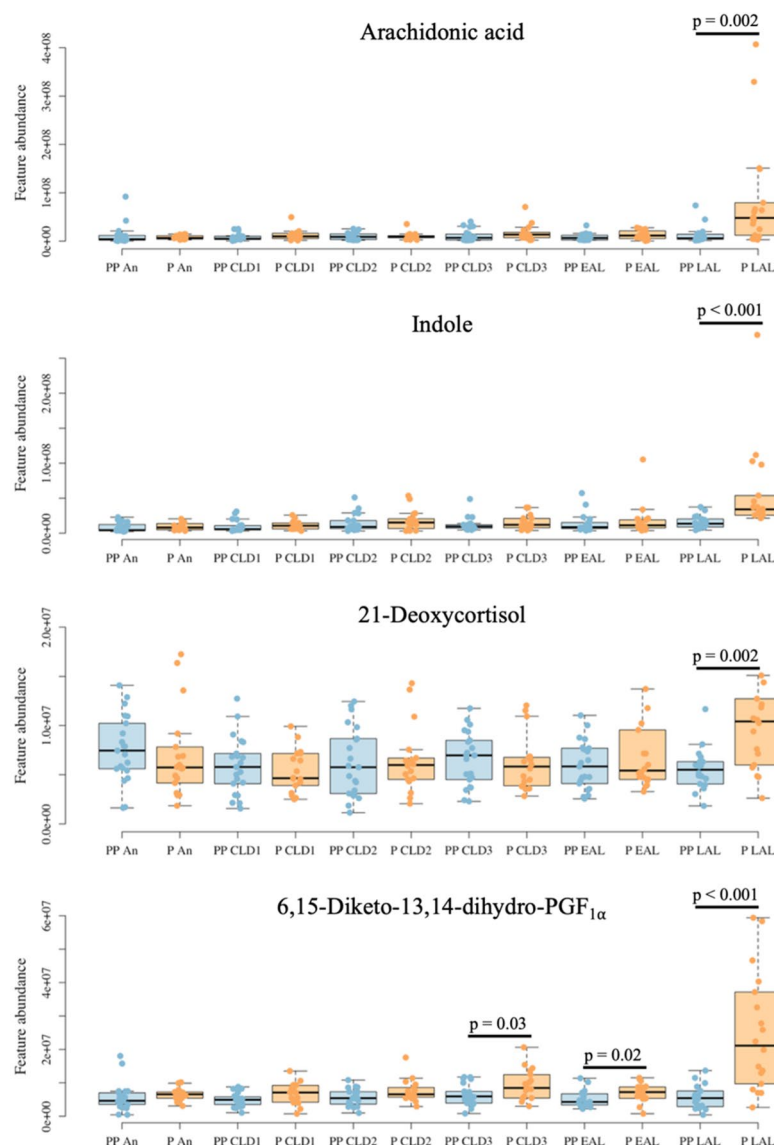 Arachidonic acid
p = 0.002
Feature abundance
0e+00 1e+08 2e+08 3e+08 4e+08
PP An P An PP CLD1 P CLD1 PP CLD2 P CLD2 PP CLD3 P CLD3 PP EAL P EAL PP LAL P LAL
Indole
p < 0.001
Feature abundance
0.0e+00 1.0e+08 2.0e+08
PP An P An PP CLD1 P CLD1 PP CLD2 P CLD2 PP CLD3 P CLD3 PP EAL P EAL PP LAL P LAL
21-Deoxycortisol
p = 0.002
Feature abundance
0.0e+00 1.0e+07 2.0e+07
PP An P An PP CLD1 P CLD1 PP CLD2 P CLD2 PP CLD3 P CLD3 PP EAL P EAL PP LAL P LAL
6,15-Diketo-13,14-dihydro-PGF1α
p < 0.001
p = 0.03
p = 0.02
Feature abundance
0e+00 2e+07 4e+07 6e+07
PP An P An PP CLD1 P CLD1 PP CLD2 P CLD2 PP CLD3 P CLD3 PP EAL P EAL PP LAL P LAL